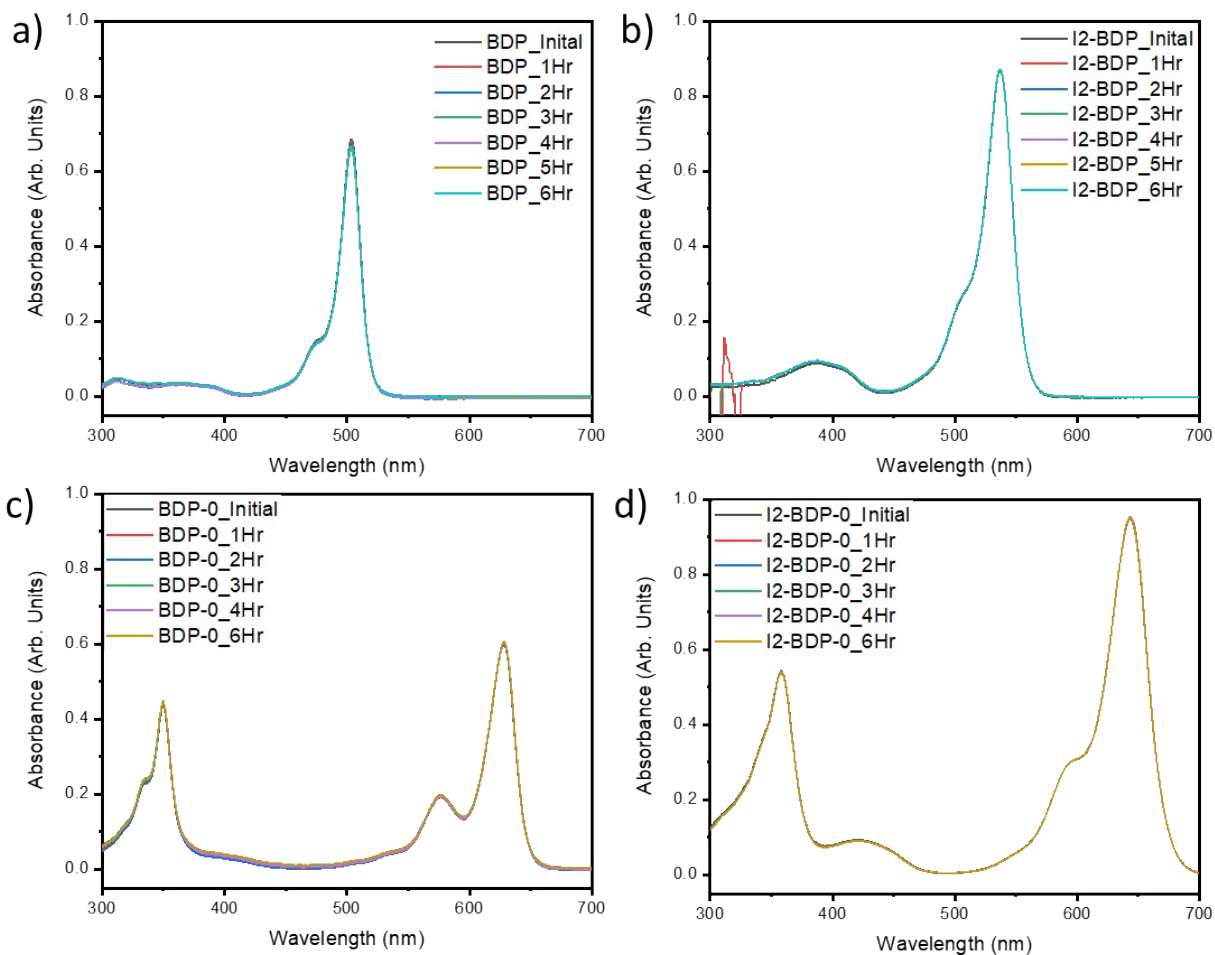 a)
1.0
0.8
0.6
0.4
0.2
0.0
Absorbance (Arb. Units)
BDP_Inital
BDP_1Hr
BDP_2Hr
BDP_3Hr
BDP_4Hr
BDP_5Hr
BDP_6Hr
300 400 500 600 700
Wavelength (nm)
b)
1.0
0.8
0.6
0.4
0.2
0.0
Absorbance (Arb. Units)
I2-BDP_Inital
I2-BDP_1Hr
I2-BDP_2Hr
I2-BDP_3Hr
I2-BDP_4Hr
I2-BDP_5Hr
I2-BDP_6Hr
300 400 500 600 700
Wavelength (nm)
c)
1.0
0.8
0.6
0.4
0.2
0.0
Absorbance (Arb. Units)
BDP-0_Initial
BDP-0_1Hr
BDP-0_2Hr
BDP-0_3Hr
BDP-0_4Hr
BDP-0_6Hr
300 400 500 600 700
Wavelength (nm)
d)
1.0
0.8
0.6
0.4
0.2
0.0
Absorbance (Arb. Units)
I2-BDP-0_Initial
I2-BDP-0_1Hr
I2-BDP-0_2Hr
I2-BDP-0_3Hr
I2-BDP-0_4Hr
I2-BDP-0_6Hr
300 400 500 600 700
Wavelength (nm)